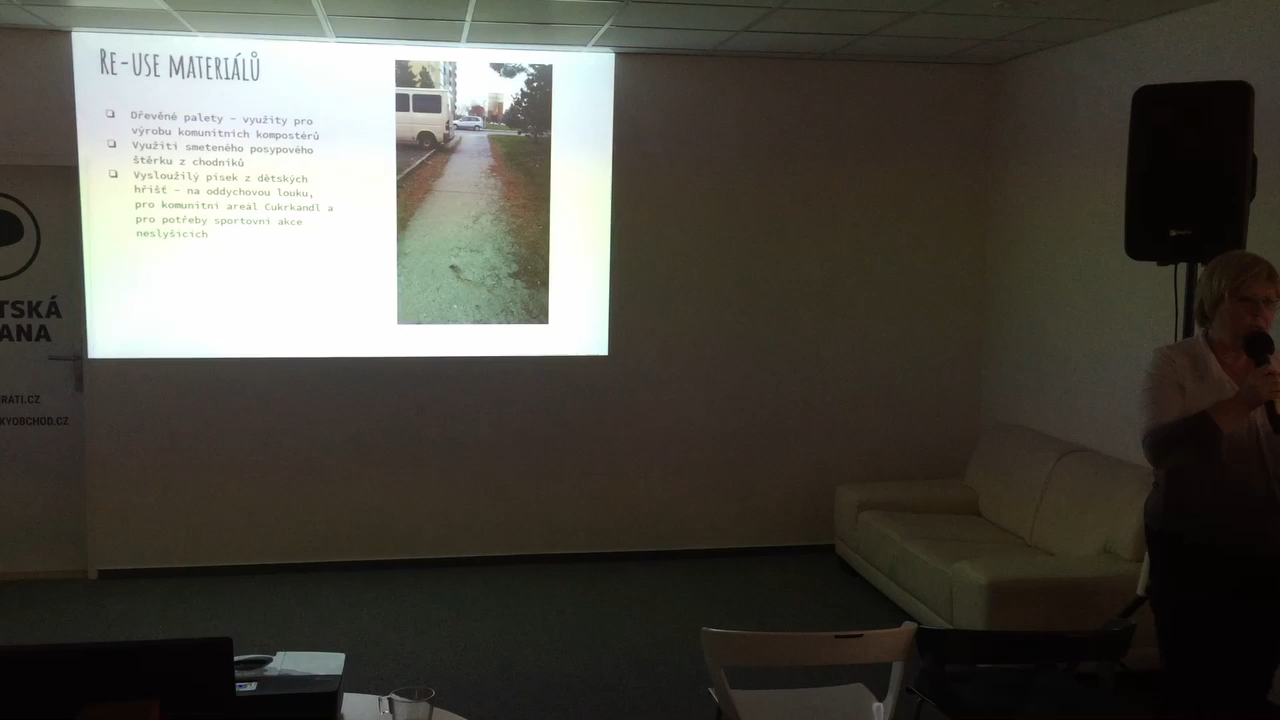 Re-use materiálů
❏ Dřevěné palety – využity pro
výrobu komunitních kompostérů
❏ Využití smeteného posypového
štěrku z chodníků
❏ Vysloužilý písek z dětských
hřišť – na oddychovou louku,
pro komunitní areál Cukrkandl a
pro potřeby sportovní akce
neslyšících
TSKÁ
ANA
RATI.CZ
KYOBCHOD.CZ